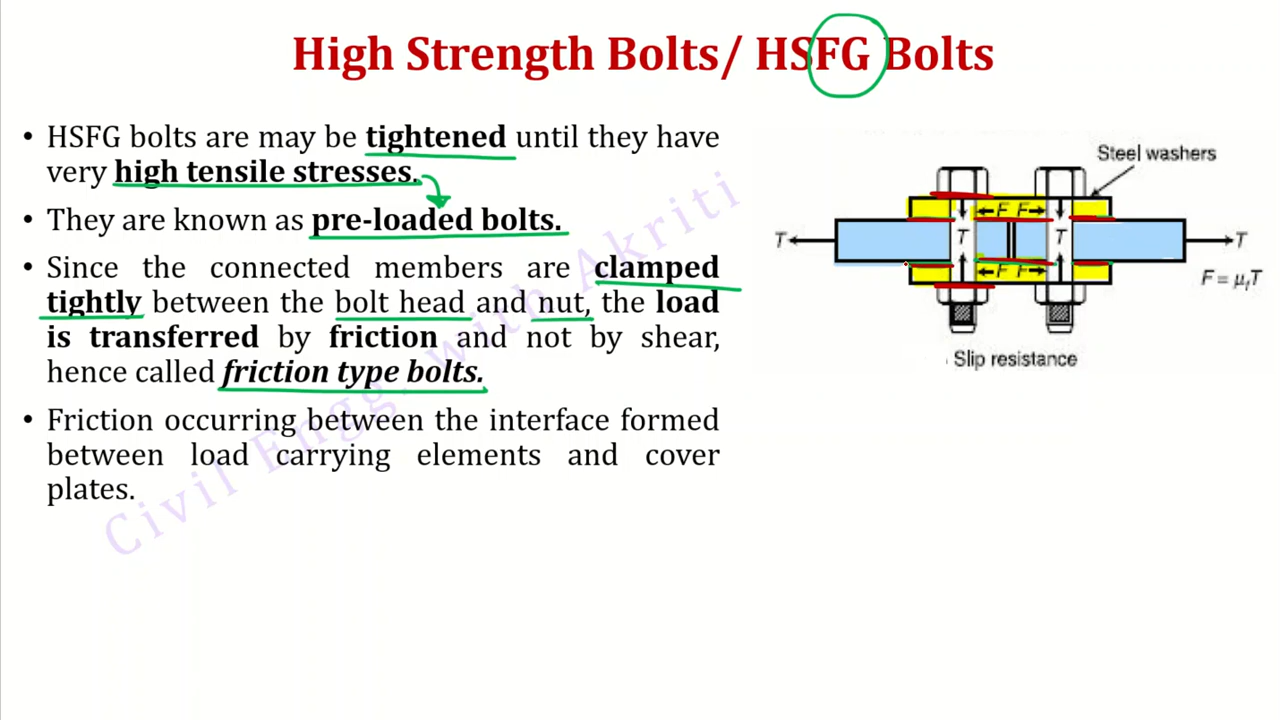 High Strength Bolts/ HSFG Bolts
• HSFG bolts are may be tightened until they have
very high tensile stresses.
• They are known as pre-loaded bolts.
• Since the connected members are clamped
tightly between the bolt head and nut, the load
is transferred by friction and not by shear,
hence called friction type bolts.
• Friction occurring between the interface formed
between load carrying elements and cover
plates.
Steel washers
F F
T T T T
F F
F = μfT
Slip resistance
Civil Engg. with Akriti